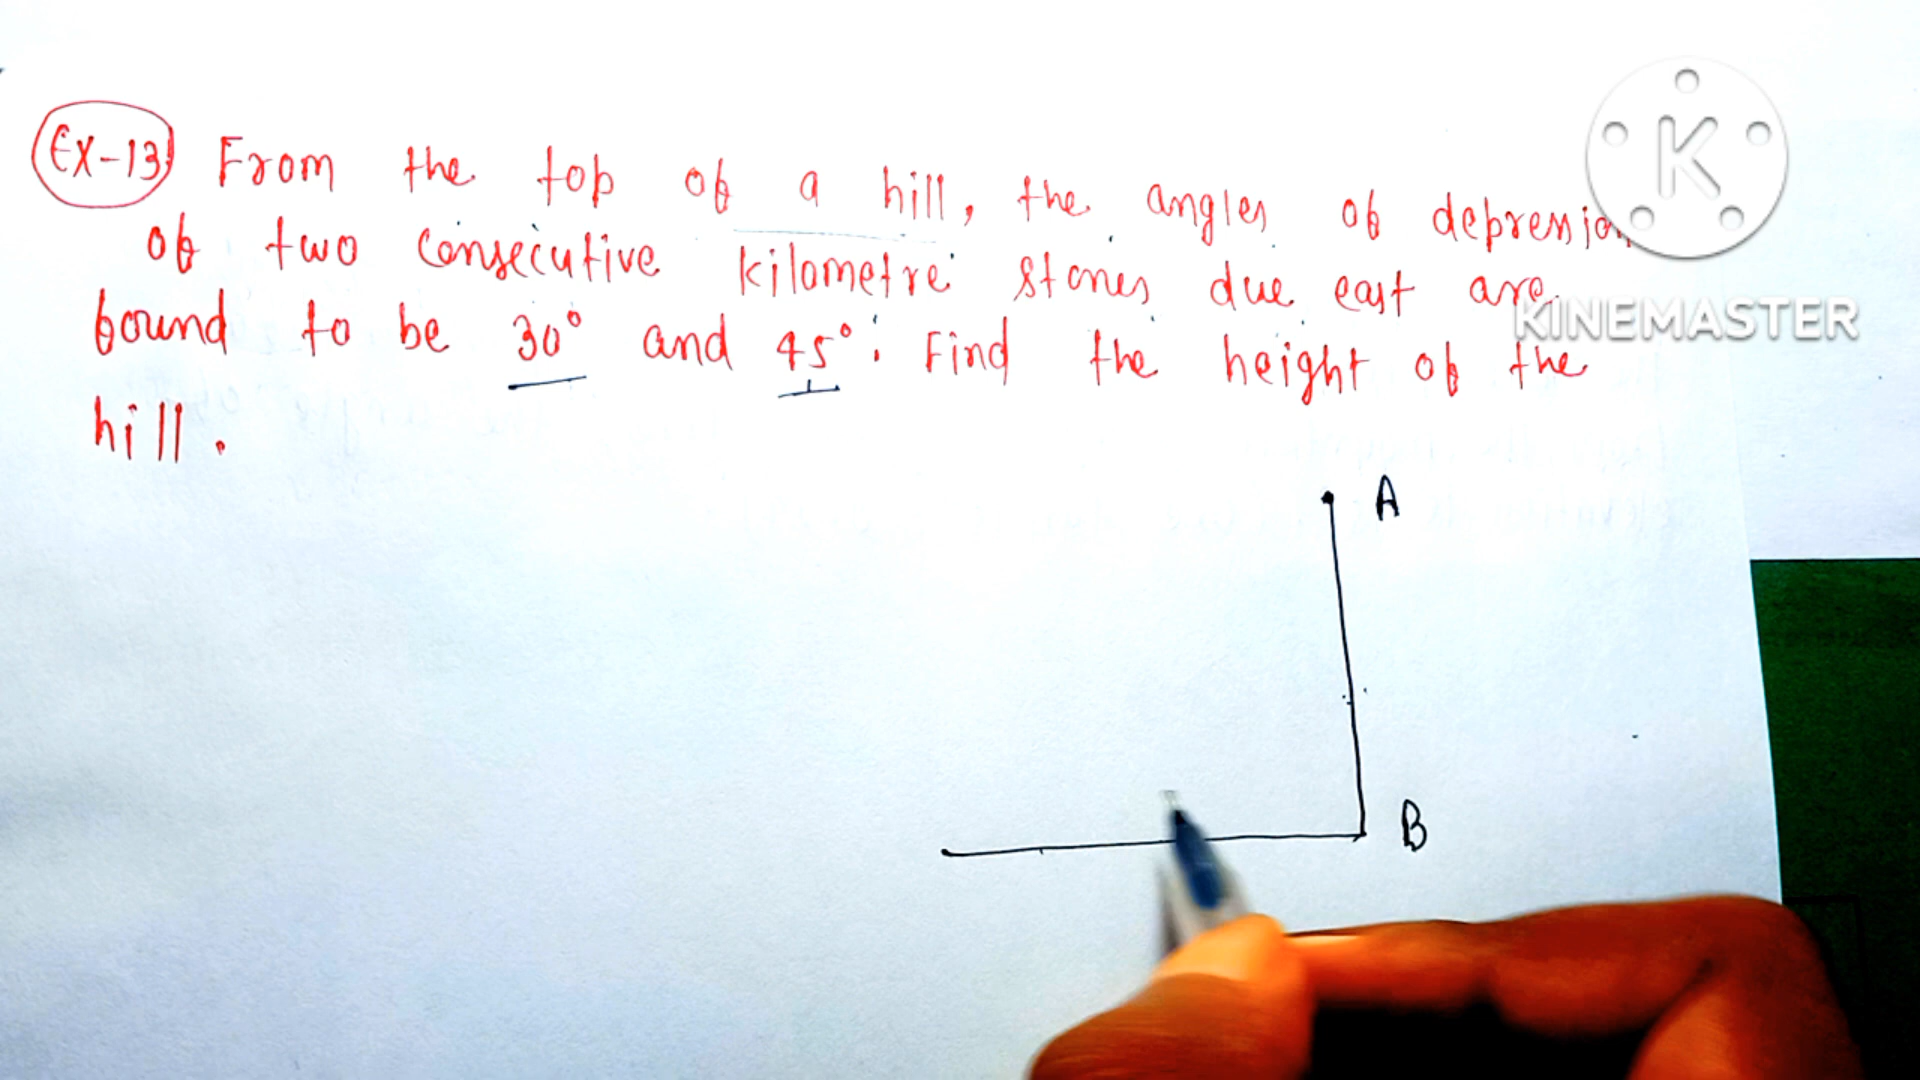 Ex-13 From the top of a hill, the angles of depression
of two consecutive kilometre stones due east are
found to be 30° and 45°. Find the height of the
hill.
K
KINEMASTER
A
B